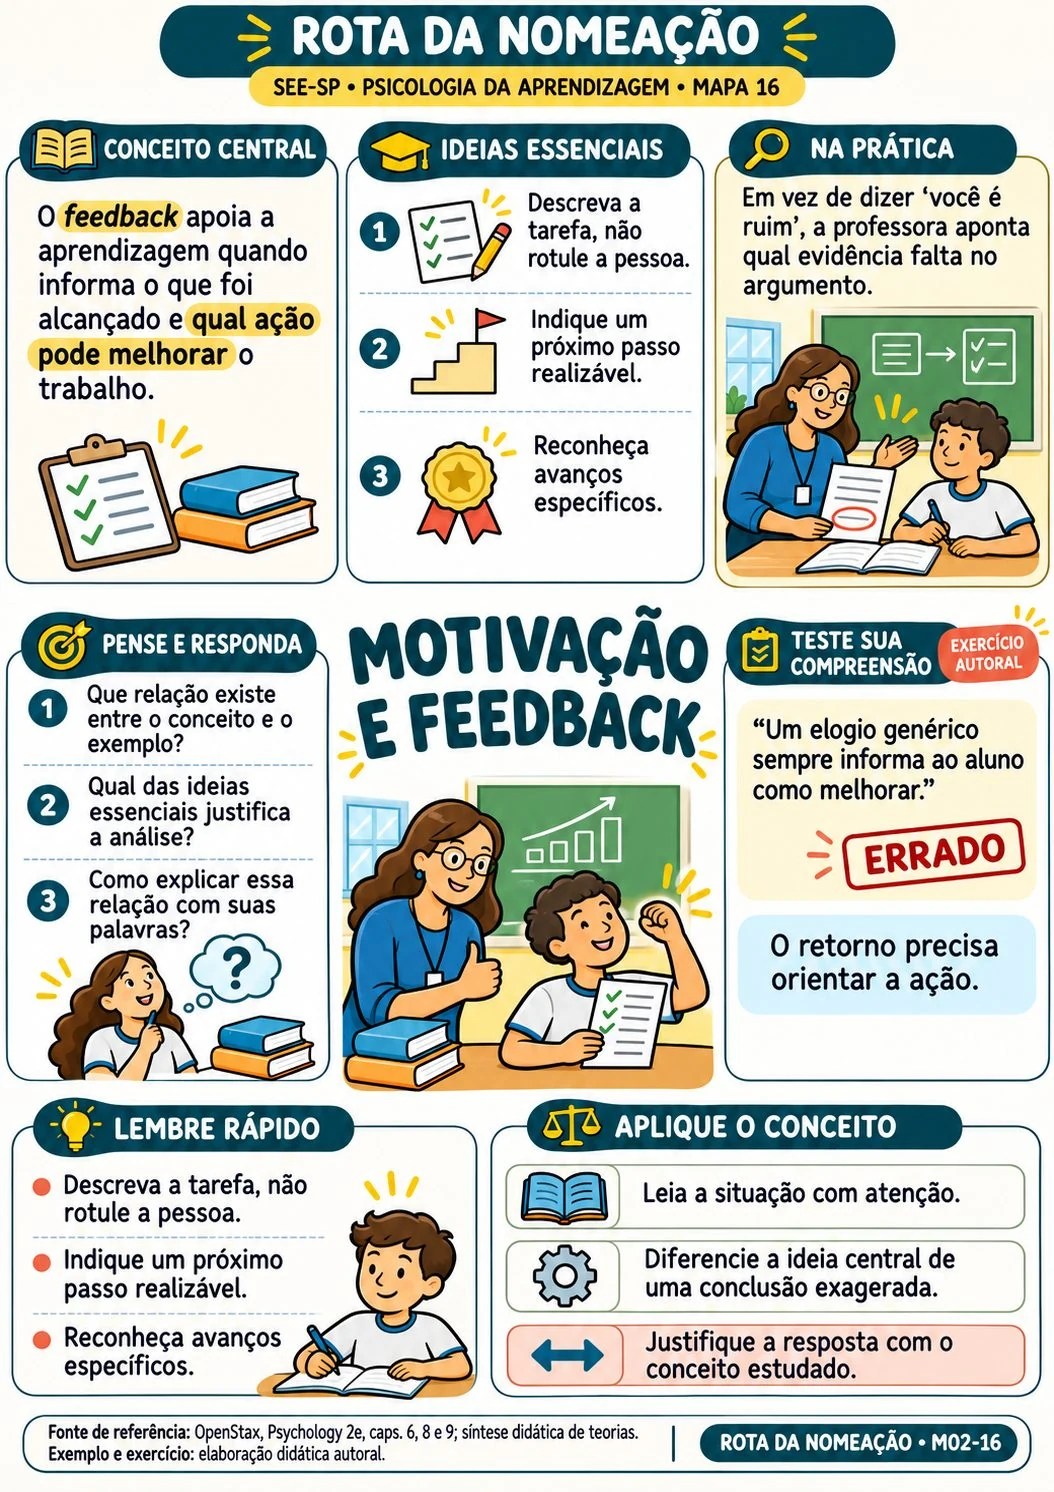 ROTA DA NOMEAÇÃO
SEE-SP • PSICOLOGIA DA APRENDIZAGEM • MAPA 16
CONCEITO CENTRAL
O feedback apoia a
aprendizagem quando
informa o que foi
alcançado e qual ação
pode melhorar o
trabalho.
IDEIAS ESSENCIAIS
1
Descreva a
tarefa, não
rotule a pessoa.
2
Indique um
próximo passo
realizável.
3
Reconheça
avanços
específicos.
NA PRÁTICA
Em vez de dizer ‘você é
ruim’, a professora aponta
qual evidência falta no
argumento.
PENSE E RESPONDA
1
Que relação existe
entre o conceito e o
exemplo?
2
Qual das ideias
essenciais justifica
a análise?
3
Como explicar essa
relação com suas
palavras?
?
MOTIVAÇÃO
E FEEDBACK
TESTE SUA
COMPREENSÃO
EXERCÍCIO
AUTORAL
“Um elogio genérico
sempre informa ao aluno
como melhorar.”
ERRADO
O retorno precisa
orientar a ação.
LEMBRE RÁPIDO
Descreva a tarefa, não
rotule a pessoa.
Indique um próximo
passo realizável.
Reconheça avanços
específicos.
APLIQUE O CONCEITO
Leia a situação com atenção.
Diferencie a ideia central de
uma conclusão exagerada.
Justifique a resposta com o
conceito estudado.
Fonte de referência: OpenStax, Psychology 2e, caps. 6, 8 e 9; síntese didática de teorias.
Exemplo e exercício: elaboração didática autoral.
ROTA DA NOMEAÇÃO • M02-16